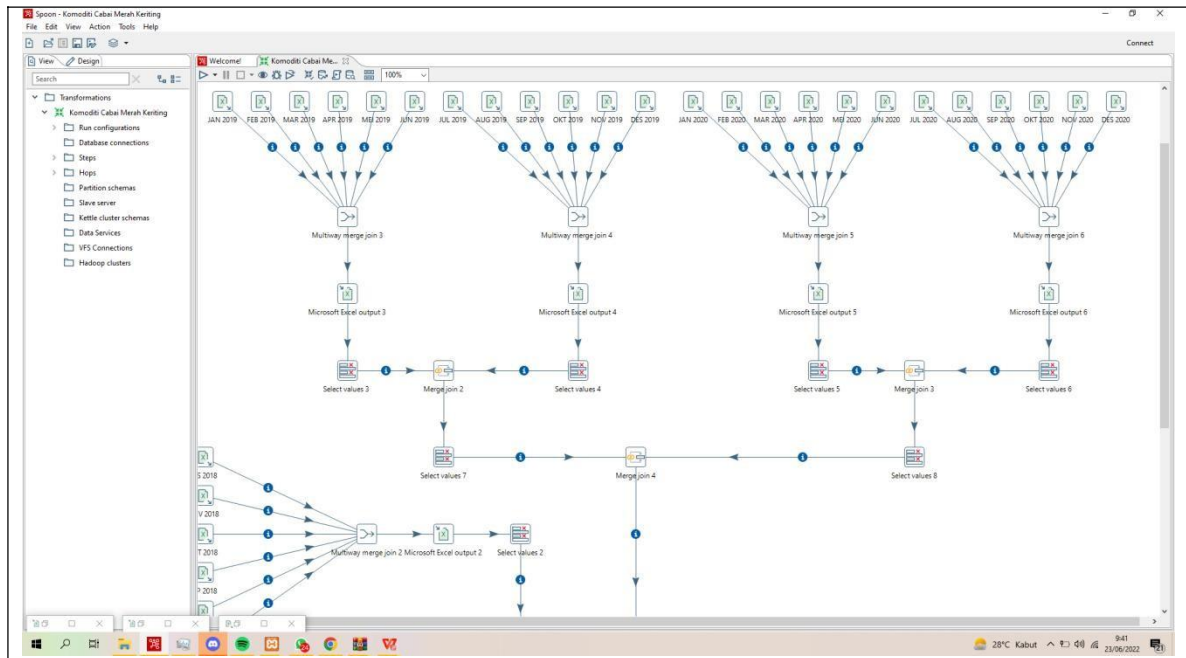 Spoon - Komoditi Cabai Merah Keriting
File Edit View Action Tools Help
Connect
View Design
Welcome! Komoditi Cabai Me...
Search
100%
Transformations
Komoditi Cabai Merah Keriting
Run configurations
Database connections
Steps
Hops
Partition schemas
Slave server
Kettle cluster schemas
Data Services
VFS Connections
Hadoop clusters
JAN 2019 FEB 2019 MAR 2019 APR 2019 MEI 2019 JUN 2019 JUL 2019 AUG 2019 SEP 2019 OKT 2019 NOV 2019 DES 2019 JAN 2020 FEB 2020 MAR 2020 APR 2020 MEI 2020 JUN 2020 JUL 2020 AUG 2020 SEP 2020 OKT 2020 NOV 2020 DES 2020
Multiway merge join 3 Multiway merge join 4 Multiway merge join 5 Multiway merge join 6
Microsoft Excel output 3 Microsoft Excel output 4 Microsoft Excel output 5 Microsoft Excel output 6
Select values 3 Merge join 2 Select values 4 Select values 5 Merge join 3 Select values 6
Select values 7 Merge join 4 Select values 8
S 2018
V 2018
T 2018
Multiway merge join 2 Microsoft Excel output 2 Select values 2
P 2018
28°C Kabut
9:41
23/06/2022